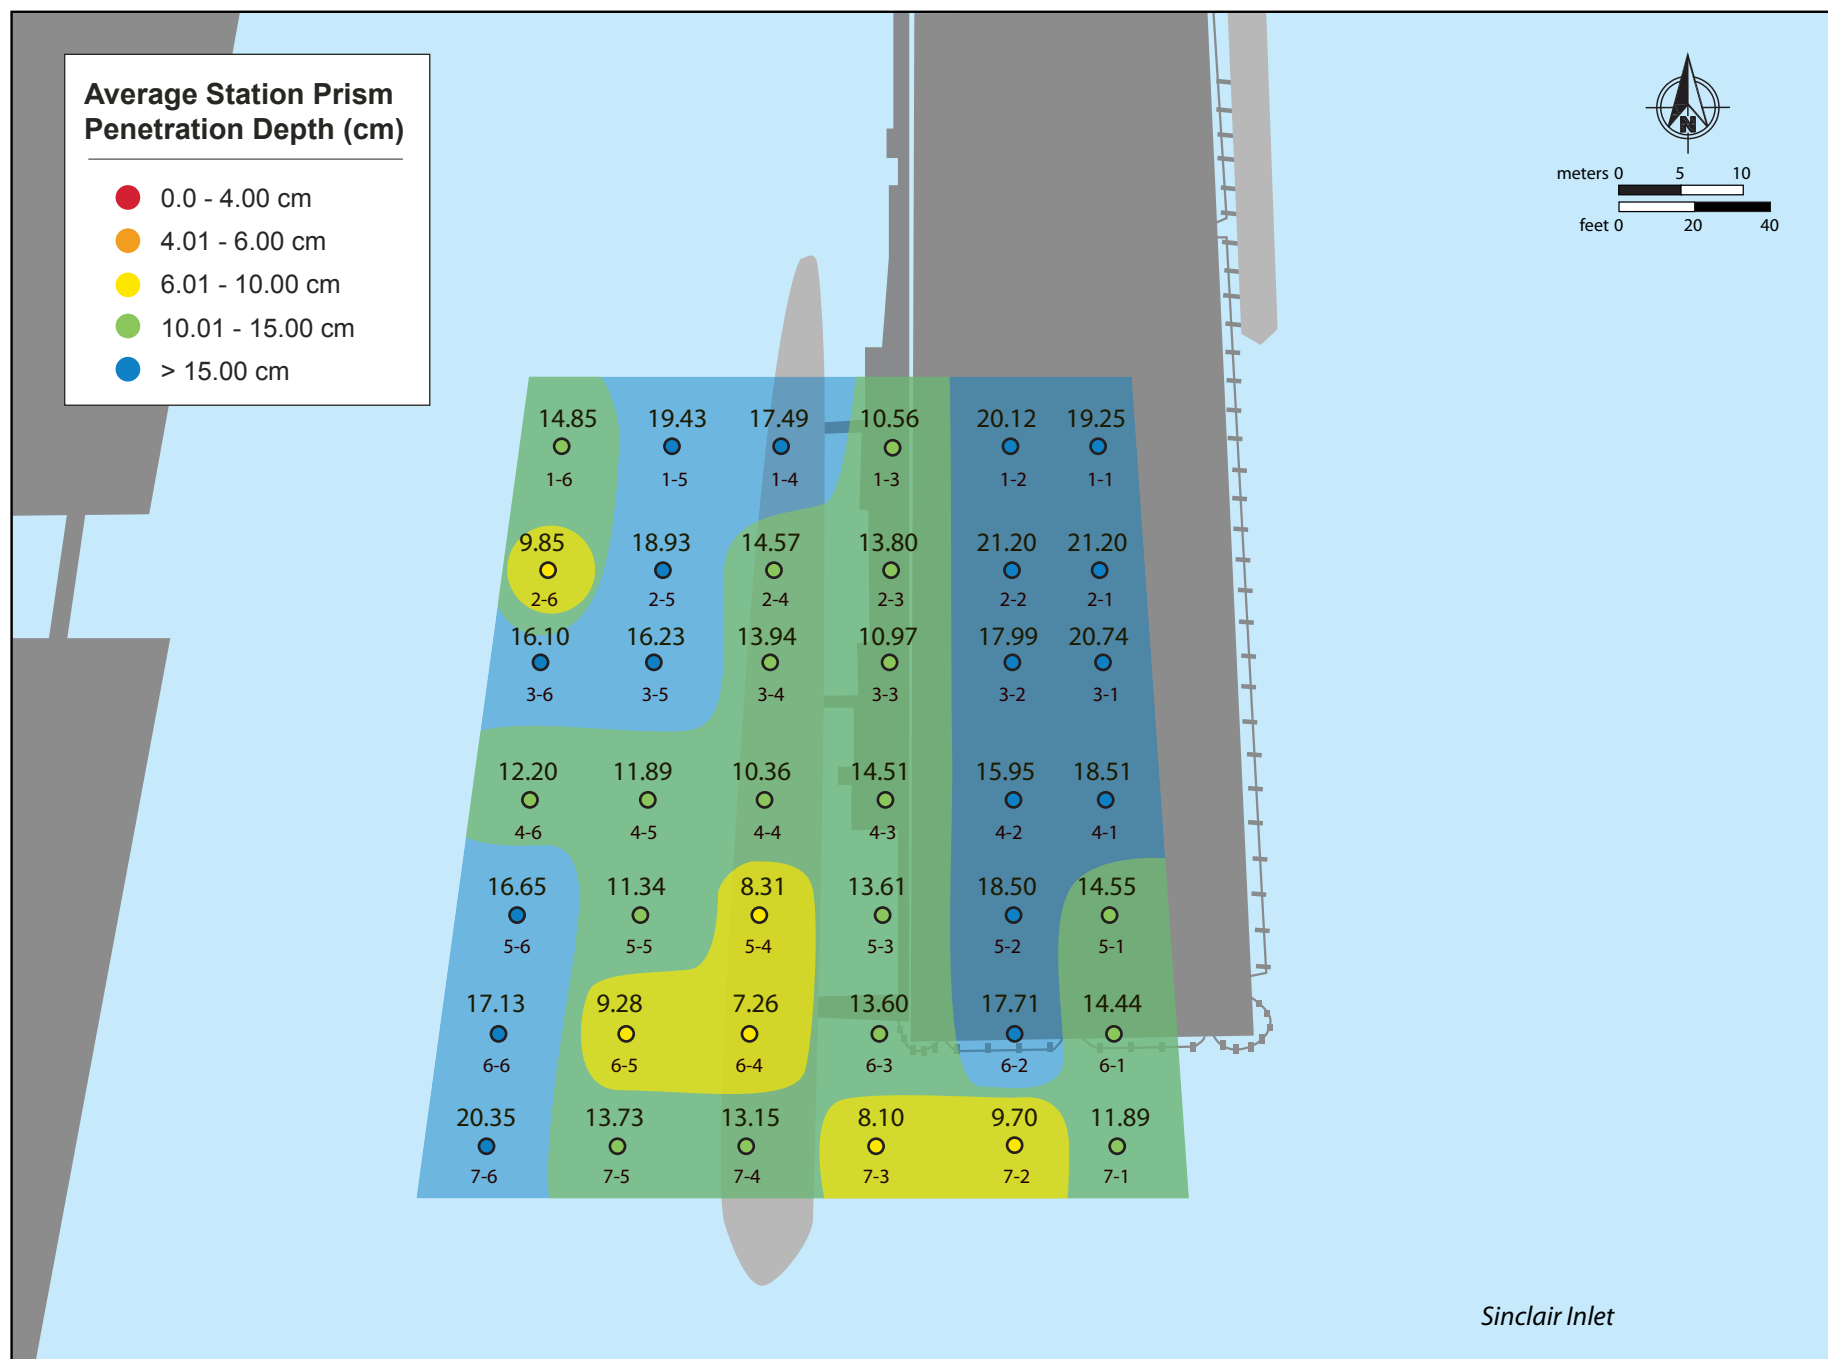 Average Station Prism
Penetration Depth (cm)
0.0 - 4.00 cm
4.01 - 6.00 cm
6.01 - 10.00 cm
10.01 - 15.00 cm
> 15.00 cm
N
meters 0 5 10
feet 0 20 40
14.85 19.43 17.49 10.56 20.12 19.25
1-6 1-5 1-4 1-3 1-2 1-1
9.85 18.93 14.57 13.80 21.20 21.20
2-6 2-5 2-4 2-3 2-2 2-1
16.10 16.23 13.94 10.97 17.99 20.74
3-6 3-5 3-4 3-3 3-2 3-1
12.20 11.89 10.36 14.51 15.95 18.51
4-6 4-5 4-4 4-3 4-2 4-1
16.65 11.34 8.31 13.61 18.50 14.55
5-6 5-5 5-4 5-3 5-2 5-1
17.13 9.28 7.26 13.60 17.71 14.44
6-6 6-5 6-4 6-3 6-2 6-1
20.35 13.73 13.15 8.10 9.70 11.89
7-6 7-5 7-4 7-3 7-2 7-1
Sinclair Inlet